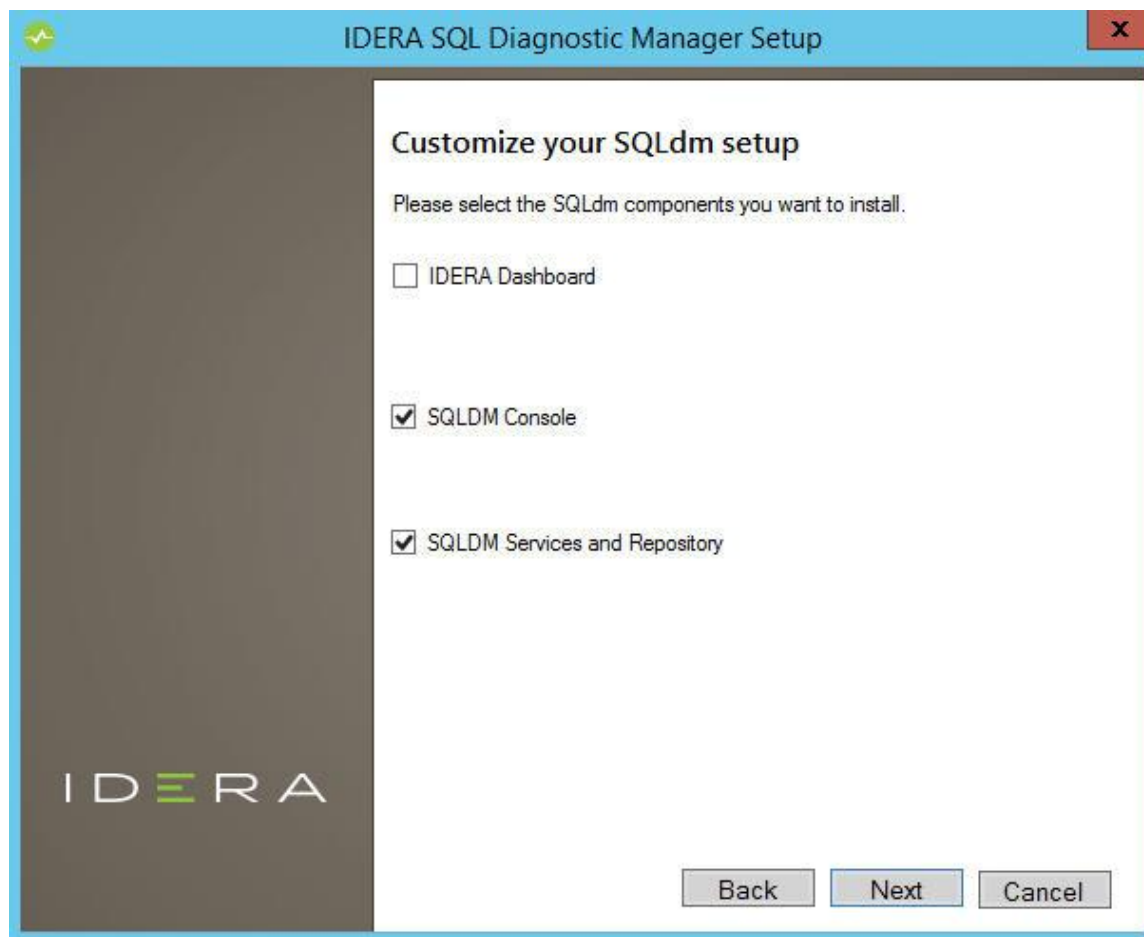 IDERA SQL Diagnostic Manager Setup
x
Customize your SQLdm setup
Please select the SQLdm components you want to install.
IDERA Dashboard
SQLDM Console
SQLDM Services and Repository
IDERA
Back Next Cancel